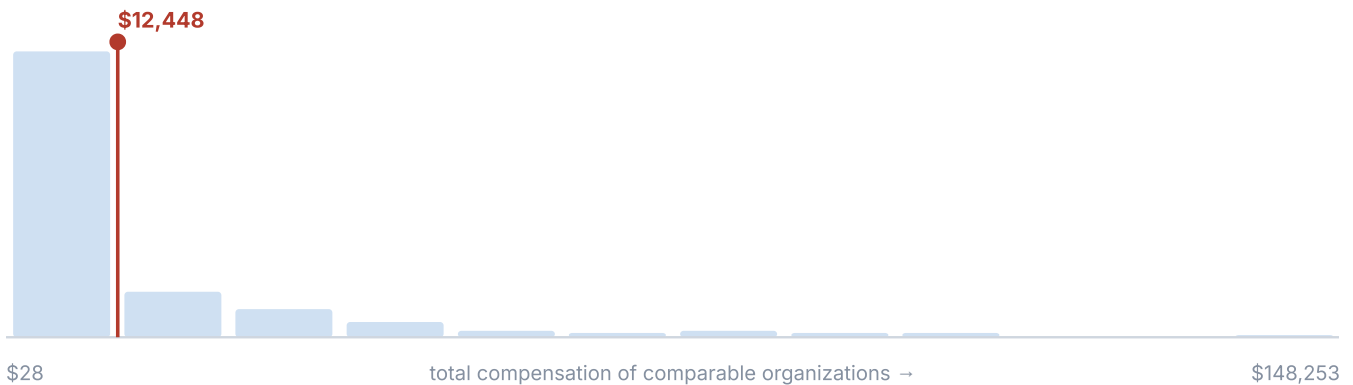 $12,448
$28 total compensation of comparable organizations → $148,253